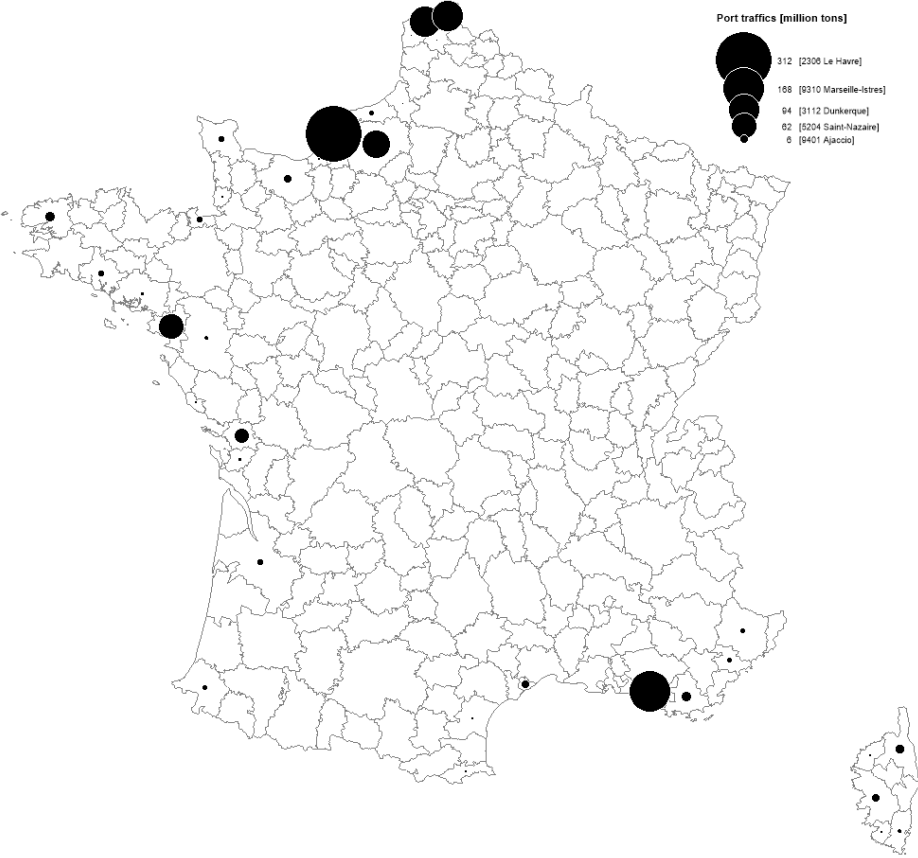 Port traffics [million tons]
312 [2306 Le Havre]
168 [9310 Marseille-Istres]
94 [3112 Dunkerque]
62 [5204 Saint-Nazaire]
6 [9401 Ajaccio]